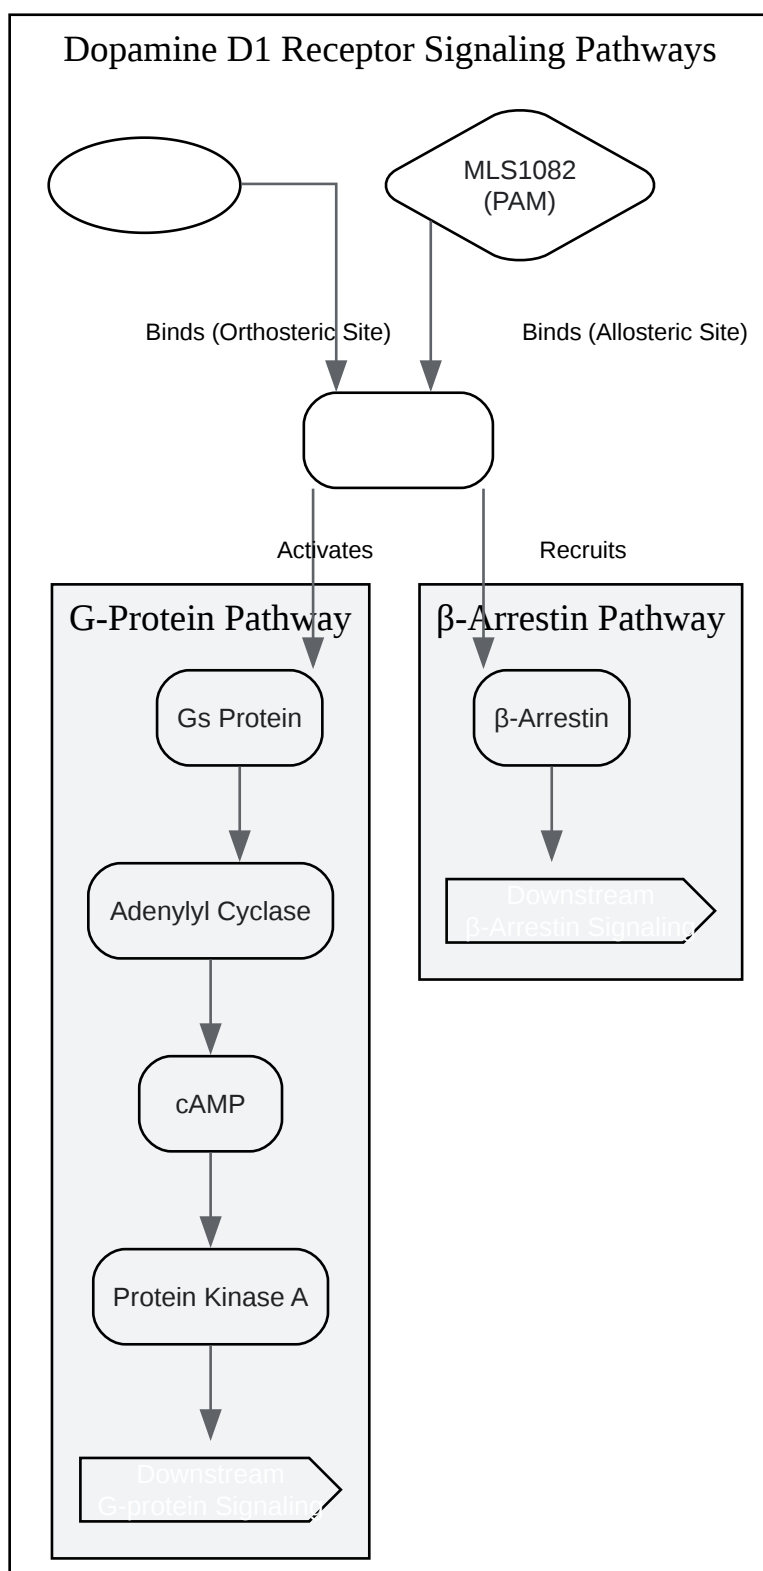 Dopamine D1 Receptor Signaling Pathways
MLS1082
(PAM)
Binds (Orthosteric Site)
Binds (Allosteric Site)
Activates
Recruits
G-Protein Pathway
β-Arrestin Pathway
Gs Protein
β-Arrestin
Adenylyl Cyclase
Downstream
β-Arrestin Signaling
cAMP
Protein Kinase A
Downstream
G-protein Signaling